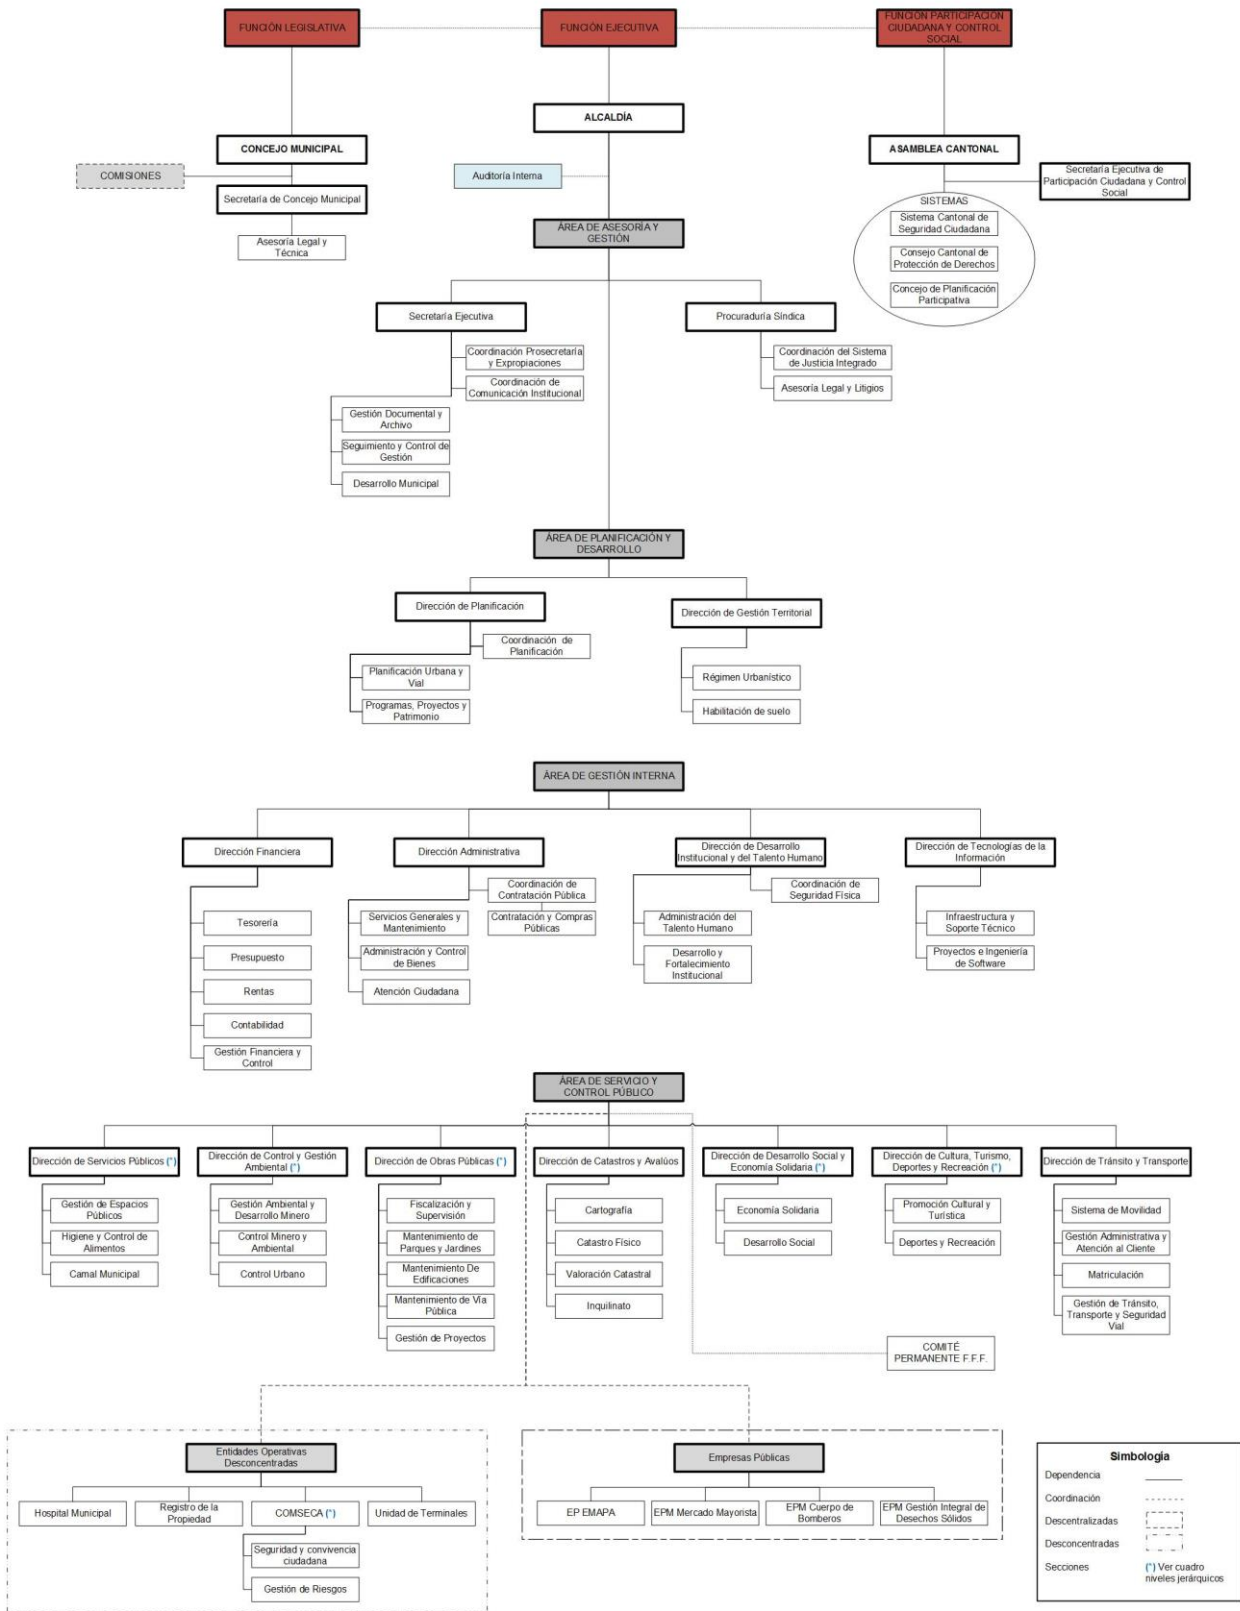 FUNCIÓN LEGISLATIVA
FUNCIÓN EJECUTIVA
FUNCIÓN PARTICIPACIÓN
CIUDADANA Y CONTROL
SOCIAL
ALCALDÍA
CONCEJO MUNICIPAL
ASAMBLEA CANTONAL
COMISIONES
Auditoría Interna
Secretaría Ejecutiva de
Participación Ciudadana y Control
Social
Secretaría de Concejo Municipal
Asesoría Legal y
Técnica
SISTEMAS
Sistema Cantonal de
Seguridad Ciudadana
Consejo Cantonal de
Protección de Derechos
Concejo de Planificación
Participativa
ÁREA DE ASESORÍA Y
GESTIÓN
Secretaría Ejecutiva
Procuraduría Síndica
Coordinación Prosecretaría
y Expropiaciones
Coordinación de
Comunicación Institucional
Gestión Documental y
Archivo
Seguimiento y Control de
Gestión
Desarrollo Municipal
Coordinación del Sistema
de Justicia Integrado
Asesoría Legal y Litigios
ÁREA DE PLANIFICACIÓN Y
DESARROLLO
Dirección de Planificación
Dirección de Gestión Territorial
Coordinación de
Planificación
Planificación Urbana y
Vial
Programas, Proyectos y
Patrimonio
Régimen Urbanístico
Habilitación de suelo
ÁREA DE GESTIÓN INTERNA
Dirección Financiera
Dirección Administrativa
Dirección de Desarrollo
Institucional y del Talento Humano
Dirección de Tecnologías de la
Información
Tesorería
Presupuesto
Rentas
Contabilidad
Gestión Financiera y
Control
Coordinación de
Contratación Pública
Contratación y Compras
Públicas
Servicios Generales y
Mantenimiento
Administración y Control
de Bienes
Atención Ciudadana
Coordinación de
Seguridad Física
Administración del
Talento Humano
Desarrollo y
Fortalecimiento
Institucional
Infraestructura y
Soporte Técnico
Proyectos e Ingeniería
de Software
ÁREA DE SERVICIO Y
CONTROL PÚBLICO
Dirección de Servicios Públicos (*)
Dirección de Control y Gestión
Ambiental (*)
Dirección de Obras Públicas (*)
Dirección de Catastros y Avalúos
Dirección de Desarrollo Social y
Economía Solidaria (*)
Dirección de Cultura, Turismo,
Deportes y Recreación (*)
Dirección de Tránsito y Transporte
Gestión de Espacios
Públicos
Higiene y Control de
Alimentos
Camal Municipal
Gestión Ambiental y
Desarrollo Minero
Control Minero y
Ambiental
Control Urbano
Fiscalización y
Supervisión
Mantenimiento de
Parques y Jardines
Mantenimiento De
Edificaciones
Mantenimiento de Vía
Pública
Gestión de Proyectos
Cartografía
Catastro Físico
Valoración Catastral
Inquilinato
Economía Solidaria
Desarrollo Social
Promoción Cultural y
Turística
Deportes y Recreación
Sistema de Movilidad
Gestión Administrativa y
Atención al Cliente
Matriculación
Gestión de Tránsito,
Transporte y Seguridad
Vial
COMITÉ
PERMANENTE F.F.F.
Entidades Operativas
Desconcentradas
Hospital Municipal
Registro de la
Propiedad
COMSECA (*)
Unidad de Terminales
Seguridad y convivencia
ciudadana
Gestión de Riesgos
Empresas Públicas
EP EMAPA
EPM Mercado Mayorista
EPM Cuerpo de
Bomberos
EPM Gestión Integral de
Desechos Sólidos
Simbología
Dependencia
Coordinación
Descentralizadas
Desconcentradas
Secciones
(*) Ver cuadro
niveles jerárquicos